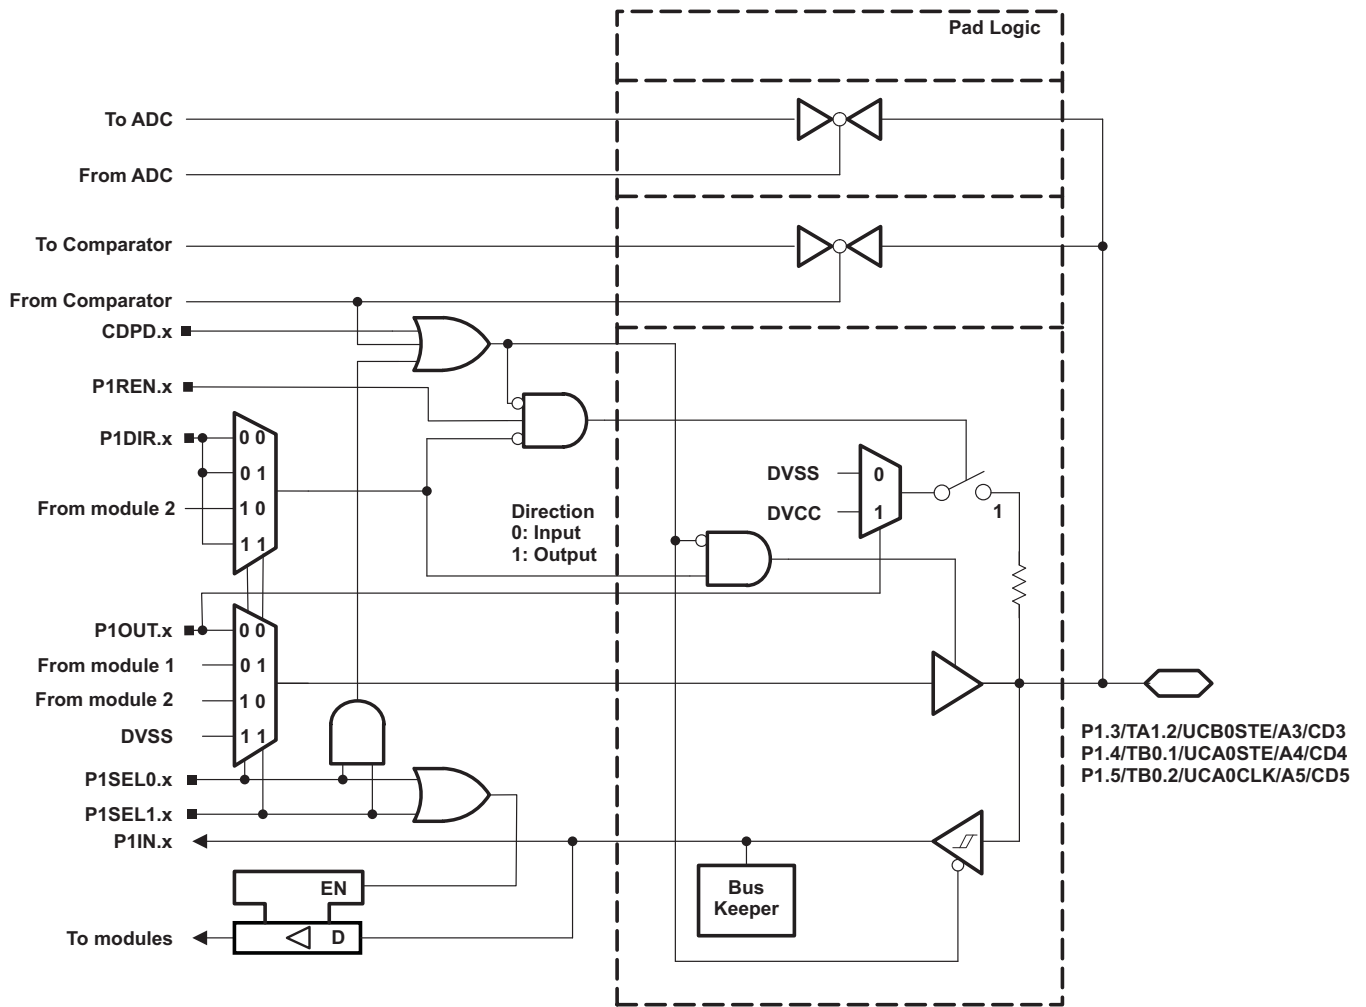 Pad Logic
To ADC
From ADC
To Comparator
From Comparator
CDPD.x
P1REN.x
P1DIR.x
0 0
0 1
From module 2
1 0
1 1
Direction
0: Input
1: Output
DVSS
0
DVCC
1
1
P1OUT.x
0 0
From module 1
0 1
From module 2
1 0
DVSS
1 1
P1SEL0.x
P1SEL1.x
P1IN.x
EN
D
To modules
Bus
Keeper
P1.3/TA1.2/UCB0STE/A3/CD3
P1.4/TB0.1/UCA0STE/A4/CD4
P1.5/TB0.2/UCA0CLK/A5/CD5